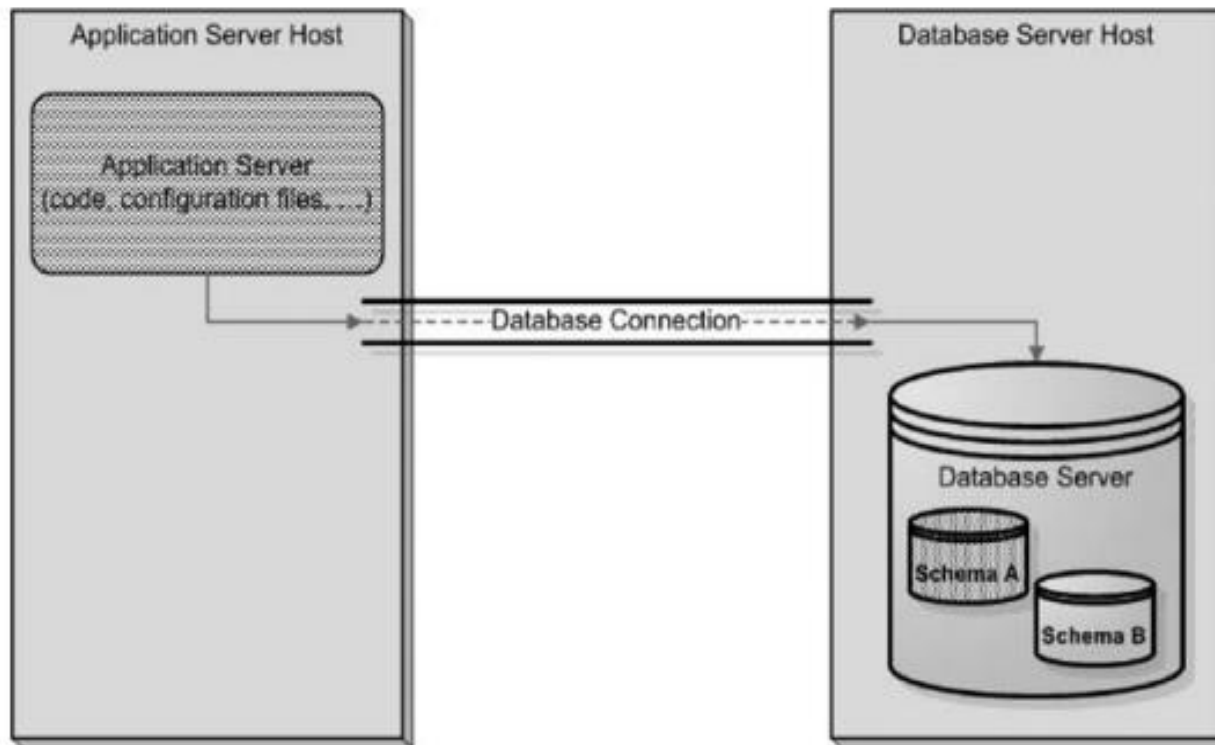 Application Server Host
Database Server Host
Application Server
(code, configuration files, ...)
Database Connection
Database Server
Schema A
Schema B